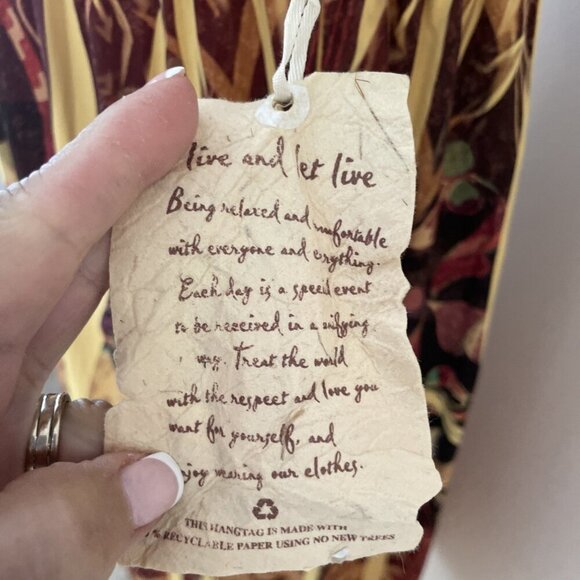 live and let live
Being relaxed and comfortable
with everyone and erything.
Each day is a special event
to be received in a
way. Treat the world
with the respect and love you
want for yourself, and
njoy wearing our clothes.
THIS HANGTAG IS MADE WITH
% RECYCLABLE PAPER USING NO NEW TREES